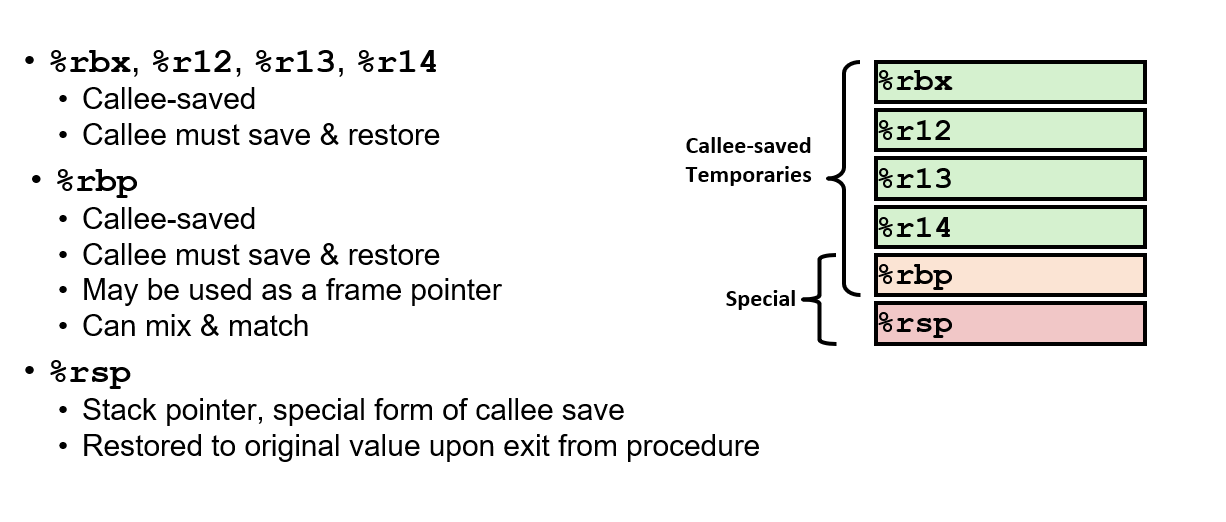 • %rbx, %r12, %r13, %r14
• Callee-saved
• Callee must save & restore
• %rbp
• Callee-saved
• Callee must save & restore
• May be used as a frame pointer
• Can mix & match
• %rsp
• Stack pointer, special form of callee save
• Restored to original value upon exit from procedure
Callee-saved
Temporaries
Special
%rbx
%r12
%r13
%r14
%rbp
%rsp